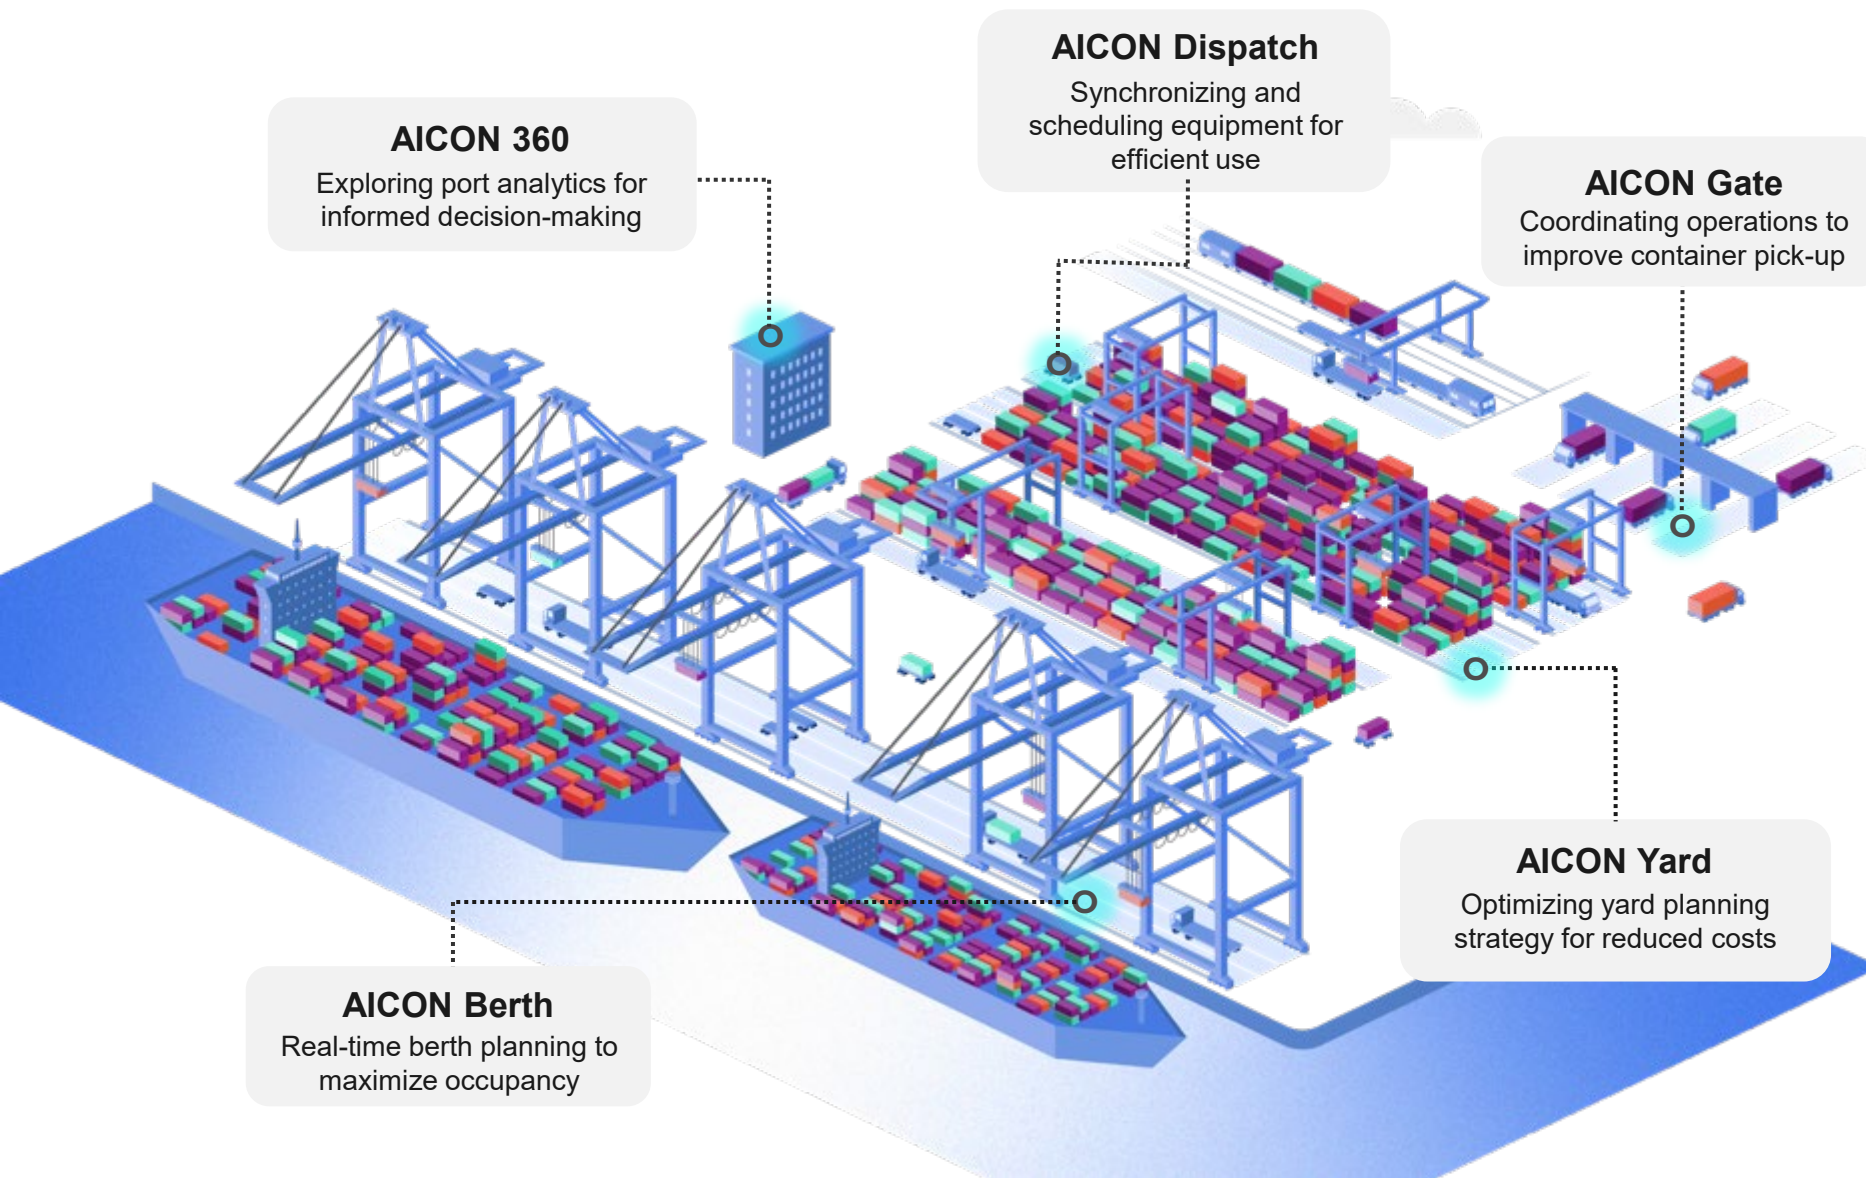 AICON Dispatch
Synchronizing and
scheduling equipment for
efficient use
AICON 360
Exploring port analytics for
informed decision-making
AICON Gate
Coordinating operations to
improve container pick-up
AICON Yard
Optimizing yard planning
strategy for reduced costs
AICON Berth
Real-time berth planning to
maximize occupancy